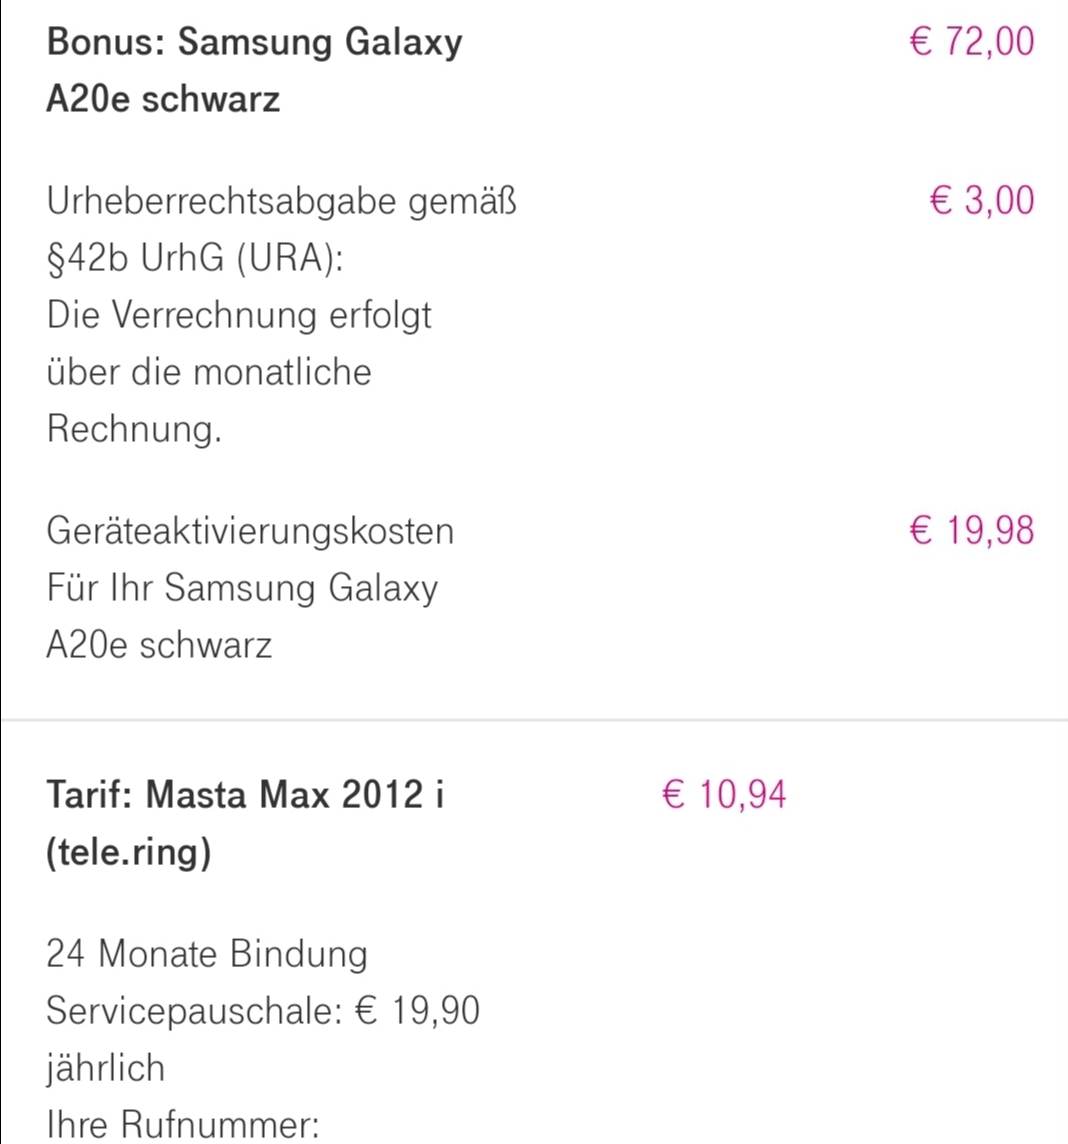 Bonus: Samsung Galaxy € 72,00
A20e schwarz
Urheberrechtsabgabe gemäß € 3,00
§42b UrhG (URA):
Die Verrechnung erfolgt
über die monatliche
Rechnung.
Geräteaktivierungskosten € 19,98
Für Ihr Samsung Galaxy
A20e schwarz
Tarif: Masta Max 2012 i € 10,94
(tele.ring)
24 Monate Bindung
Servicepauschale: € 19,90
jährlich
Ihre Rufnummer: